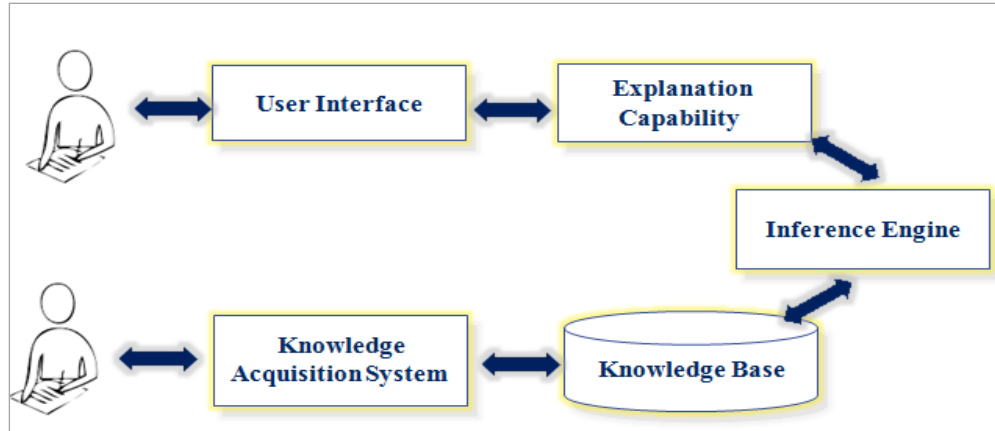 User Interface
Explanation
Capability
Inference Engine
Knowledge
Acquisition System
Knowledge Base